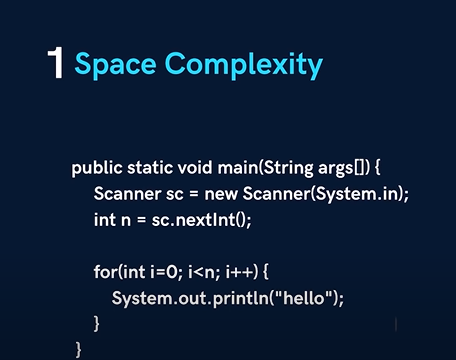 1 Space Complexity
public static void main(String args[]) {
Scanner sc = new Scanner(System.in);
int n = sc.nextInt();
for(int i=0; i<n; i++) {
System.out.println("hello");
}
}